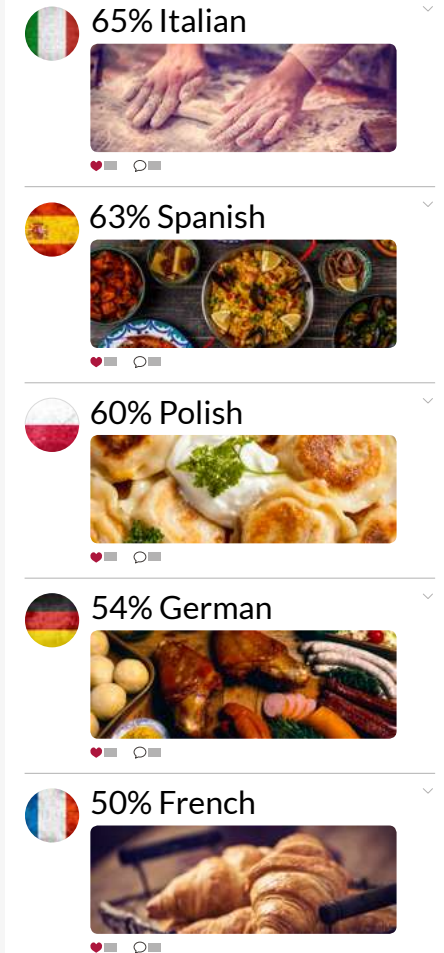 65% Italian
63% Spanish
60% Polish
54% German
50% French